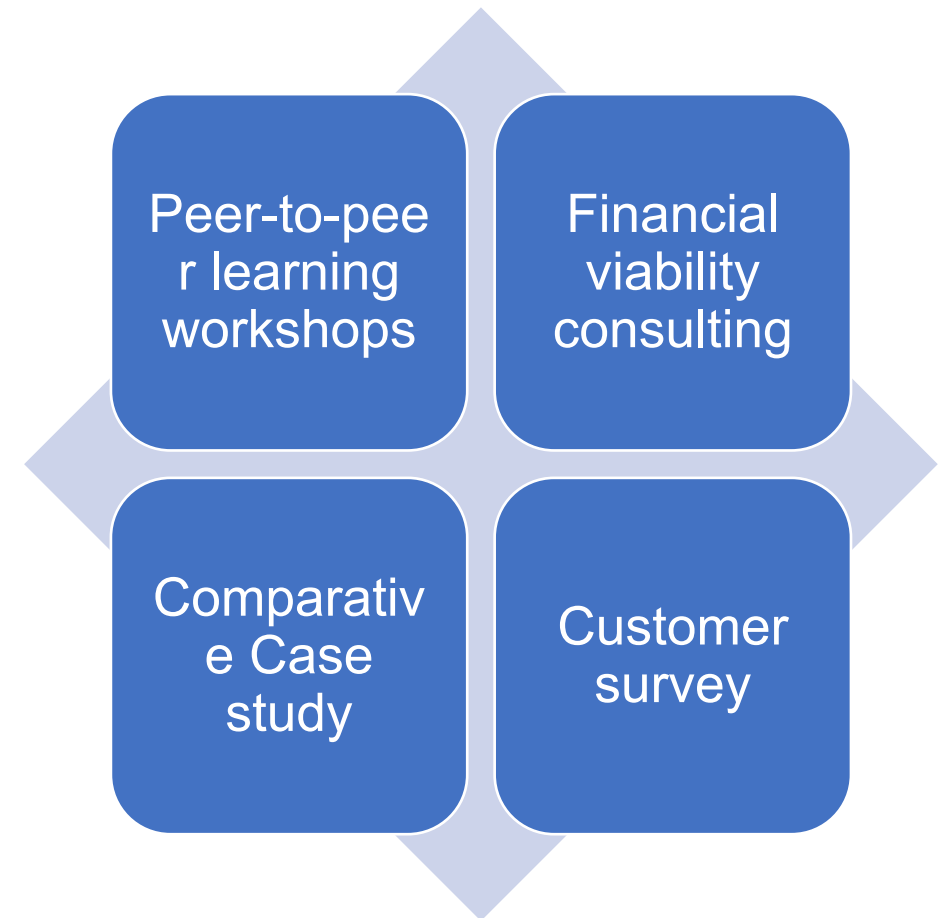 Peer-to-pee
r learning
workshops
Financial
viability
consulting
Comparativ
e Case
study
Customer
survey